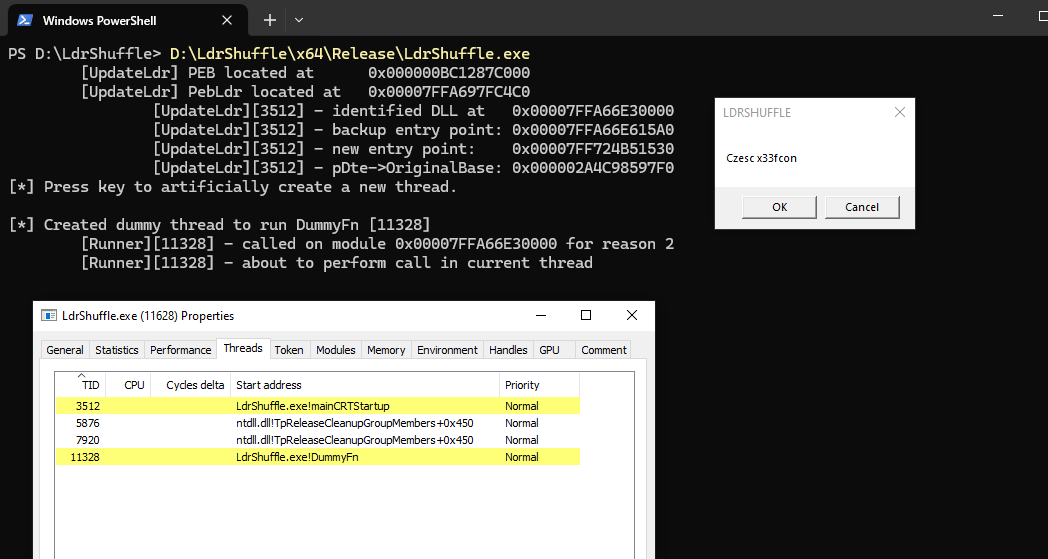 Windows PowerShell
PS D:\LdrShuffle> D:\LdrShuffle\x64\Release\LdrShuffle.exe
[UpdateLdr] PEB located at 0x000000BC1287C000
[UpdateLdr] PebLdr located at 0x00007FFA697FC4C0
[UpdateLdr][3512] - identified DLL at 0x00007FFA66E30000
[UpdateLdr][3512] - backup entry point: 0x00007FFA66E615A0
[UpdateLdr][3512] - new entry point: 0x00007FF724B51530
[UpdateLdr][3512] - pDte->OriginalBase: 0x000002A4C98597F0
[*] Press key to artificially create a new thread.
[*] Created dummy thread to run DummyFn [11328]
[Runner][11328] - called on module 0x00007FFA66E30000 for reason 2
[Runner][11328] - about to perform call in current thread
LDRSHUFFLE
Czesc x33fcon
OK Cancel
LdrShuffle.exe (11628) Properties
General Statistics Performance Threads Token Modules Memory Environment Handles GPU Comment
TID CPU Cycles delta Start address Priority
3512 LdrShuffle.exe!mainCRTStartup Normal
5876 ntdll.dll!TpReleaseCleanupGroupMembers+0x450 Normal
7920 ntdll.dll!TpReleaseCleanupGroupMembers+0x450 Normal
11328 LdrShuffle.exe!DummyFn Normal